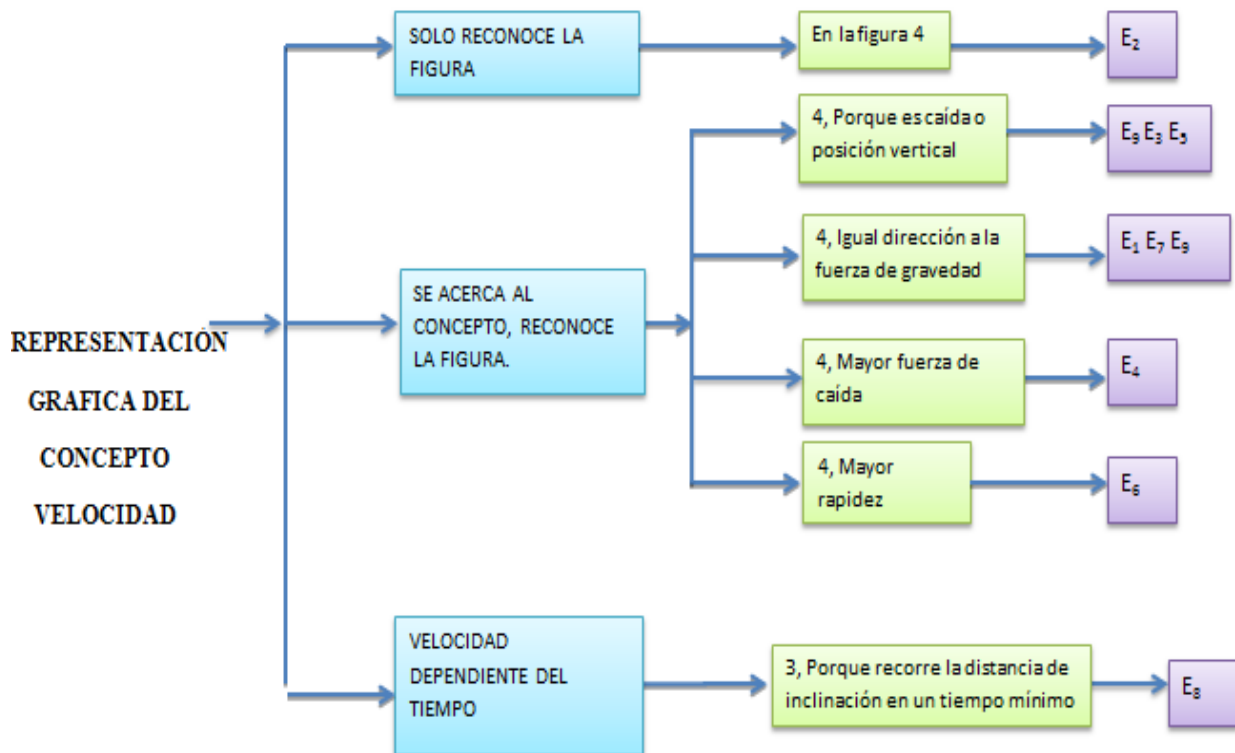 SOLO RECONOCE LA
FIGURA
En la figura 4
E₂
4, Porque es caída o
posición vertical
E₉ E₃ E₅
4, Igual dirección a la
fuerza de gravedad
E₁ E₇ E₉
SE ACERCA AL
CONCEPTO, RECONOCE
LA FIGURA.
REPRESENTACIÓN
GRAFICA DEL
CONCEPTO
VELOCIDAD
4, Mayor fuerza de
caída
E₄
4, Mayor
rapidez
E₆
VELOCIDAD
DEPENDIENTE DEL
TIEMPO
3, Porque recorre la distancia de
inclinación en un tiempo mínimo
E₈